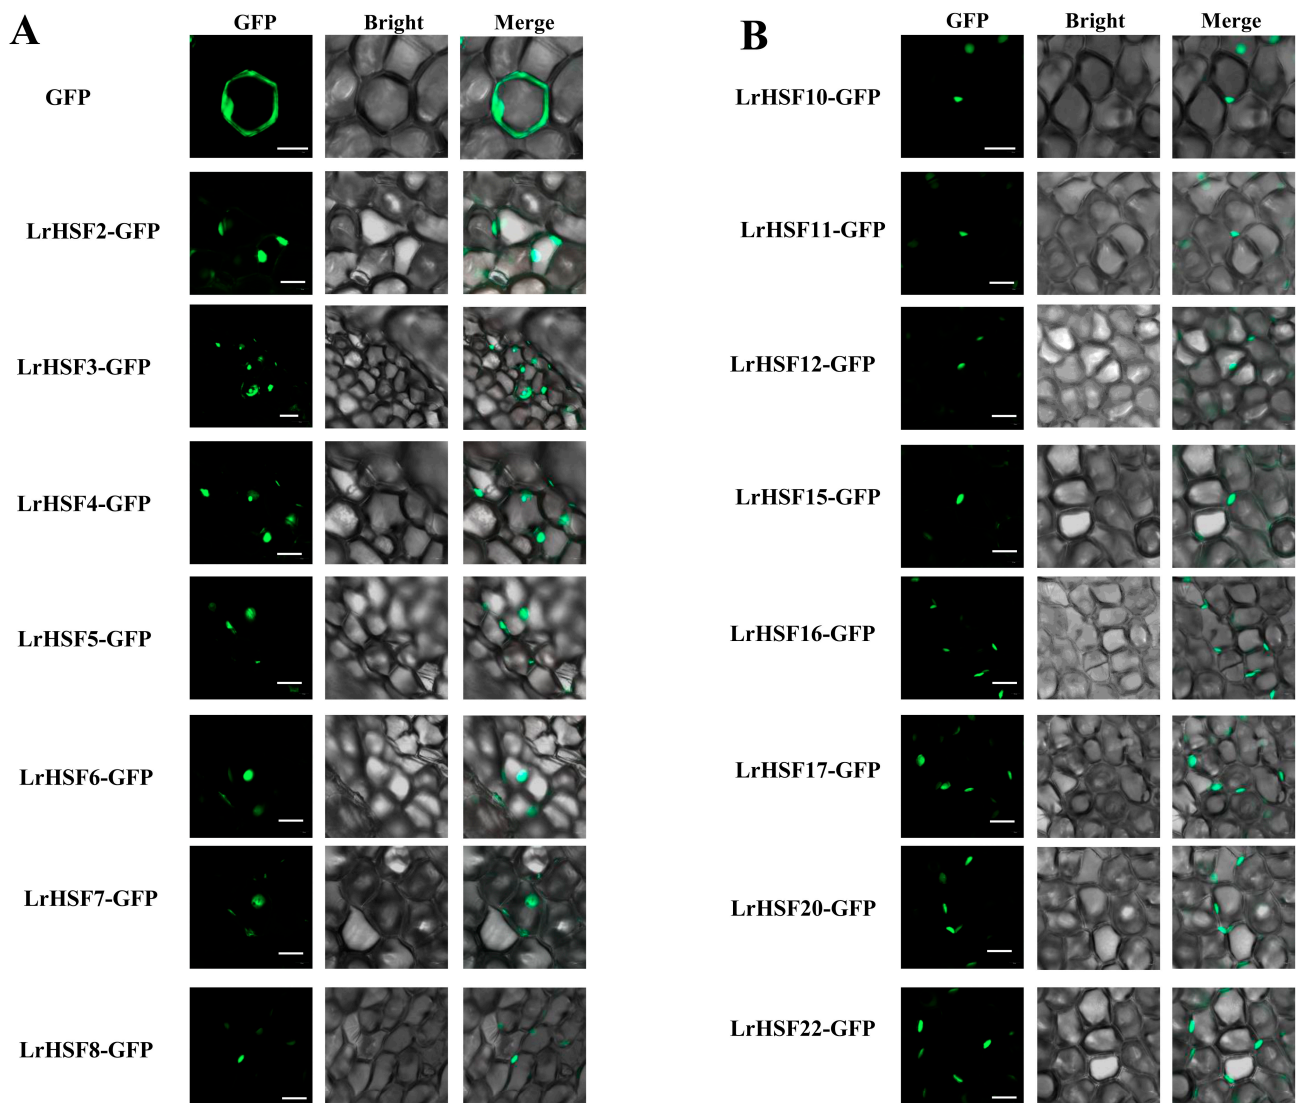 A
GFP Bright Merge
GFP
LrHSF2-GFP
LrHSF3-GFP
LrHSF4-GFP
LrHSF5-GFP
LrHSF6-GFP
LrHSF7-GFP
LrHSF8-GFP
B
GFP Bright Merge
LrHSF10-GFP
LrHSF11-GFP
LrHSF12-GFP
LrHSF15-GFP
LrHSF16-GFP
LrHSF17-GFP
LrHSF20-GFP
LrHSF22-GFP